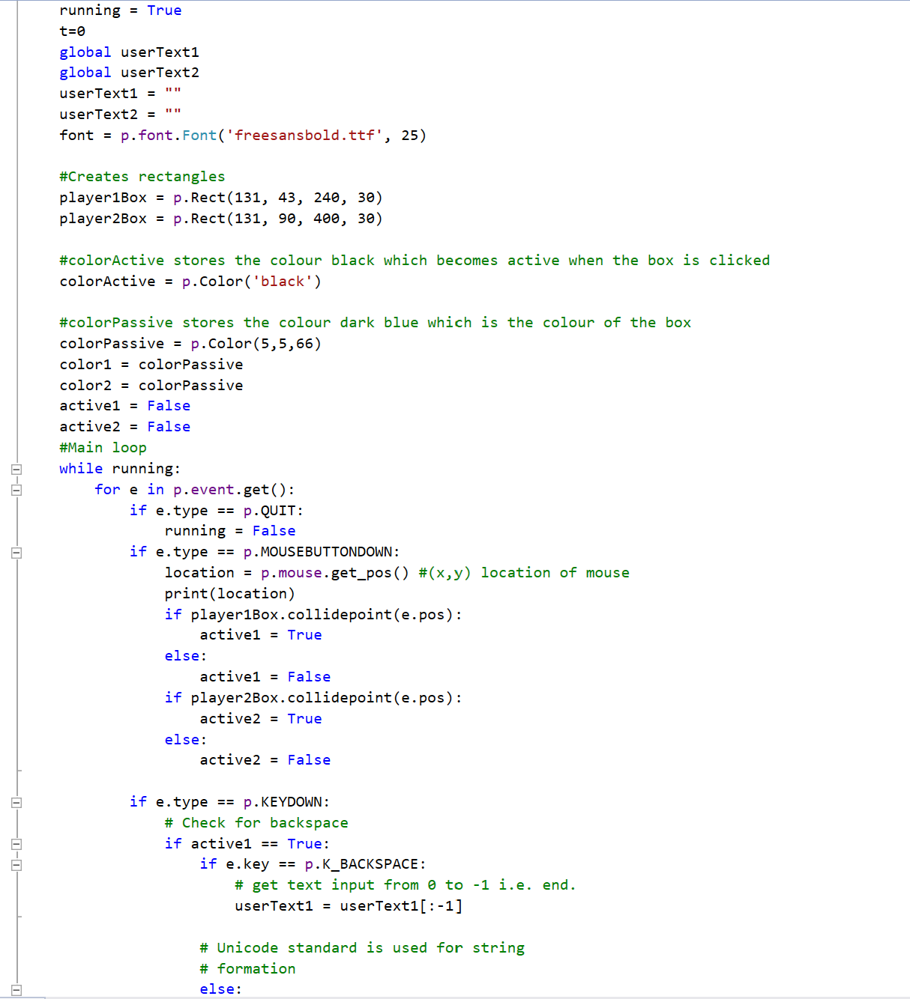 running = True
t=0
global userText1
global userText2
userText1 = ""
userText2 = ""
font = p.font.Font('freesansbold.ttf', 25)
#Creates rectangles
player1Box = p.Rect(131, 43, 240, 30)
player2Box = p.Rect(131, 90, 400, 30)
#colorActive stores the colour black which becomes active when the box is clicked
colorActive = p.Color('black')
#colorPassive stores the colour dark blue which is the colour of the box
colorPassive = p.Color(5,5,66)
color1 = colorPassive
color2 = colorPassive
active1 = False
active2 = False
#Main loop
while running:
    for e in p.event.get():
        if e.type == p.QUIT:
            running = False
        if e.type == p.MOUSEBUTTONDOWN:
            location = p.mouse.get_pos() #(x,y) location of mouse
            print(location)
            if player1Box.collidepoint(e.pos):
                active1 = True
            else:
                active1 = False
            if player2Box.collidepoint(e.pos):
                active2 = True
            else:
                active2 = False
        if e.type == p.KEYDOWN:
            # Check for backspace
            if active1 == True:
                if e.key == p.K_BACKSPACE:
                    # get text input from 0 to -1 i.e. end.
                    userText1 = userText1[:-1]
                # Unicode standard is used for string
                # formation
                else: